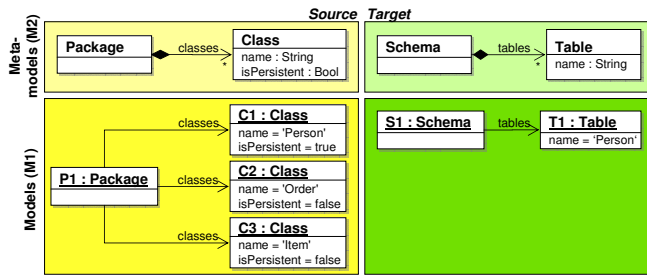 Source Target
Meta-
models (M2)
Package
classes
*
Class
name : String
isPersistent : Bool
Schema
tables
*
Table
name : String
Models (M1)
P1 : Package
classes
C1 : Class
name = 'Person'
isPersistent = true
classes
C2 : Class
name = 'Order'
isPersistent = false
classes
C3 : Class
name = 'Item'
isPersistent = false
S1 : Schema
tables
T1 : Table
name = ‘Person‘